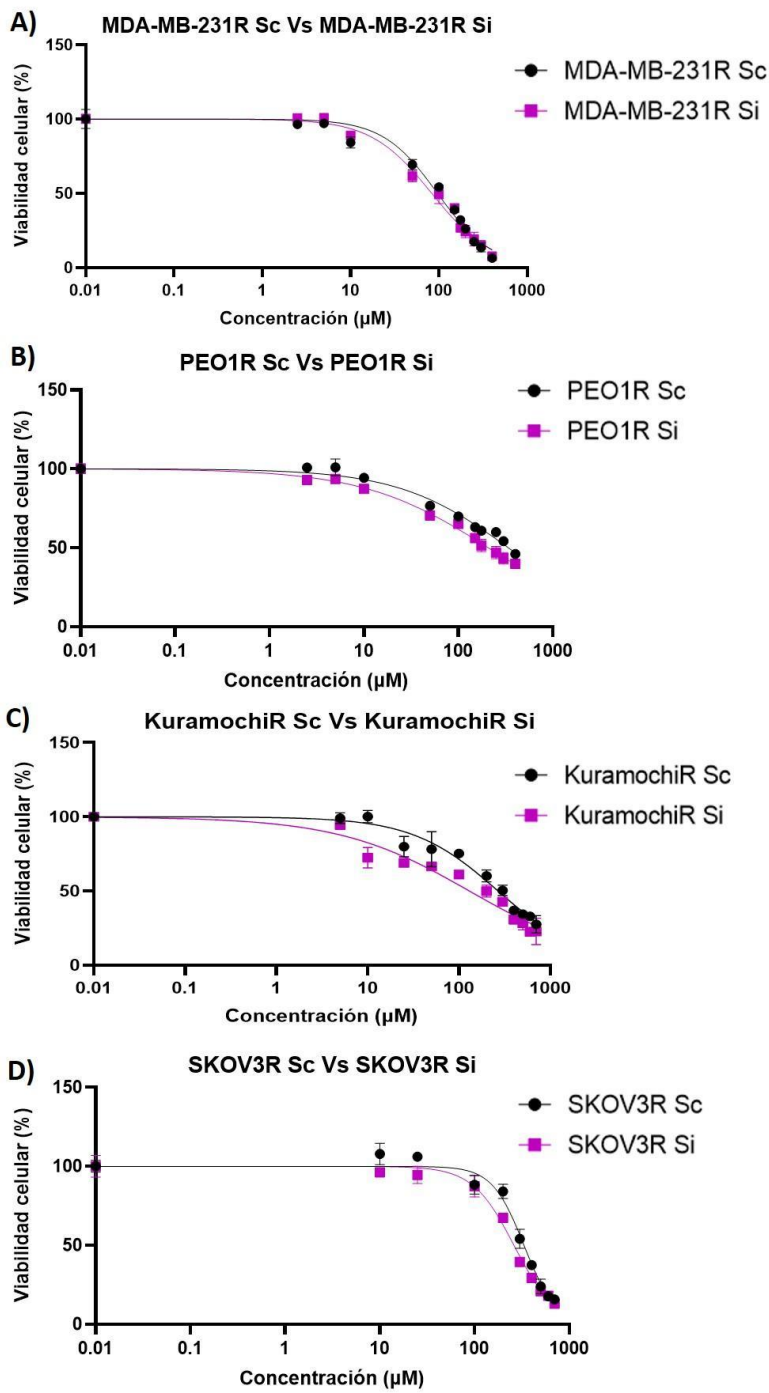 A)
MDA-MB-231R Sc Vs MDA-MB-231R Si
MDA-MB-231R Sc
MDA-MB-231R Si
Viabilidad celular (%)
150
100
50
0
0.01 0.1 1 10 100 1000
Concentración (µM)
B)
PEO1R Sc Vs PEO1R Si
PEO1R Sc
PEO1R Si
Viabilidad celular (%)
150
100
50
0
0.01 0.1 1 10 100 1000
Concentración (µM)
C)
KuramochiR Sc Vs KuramochiR Si
KuramochiR Sc
KuramochiR Si
Viabilidad celular (%)
150
100
50
0
0.01 0.1 1 10 100 1000
Concentración (µM)
D)
SKOV3R Sc Vs SKOV3R Si
SKOV3R Sc
SKOV3R Si
Viabilidad celular (%)
150
100
50
0
0.01 0.1 1 10 100 1000
Concentración (µM)